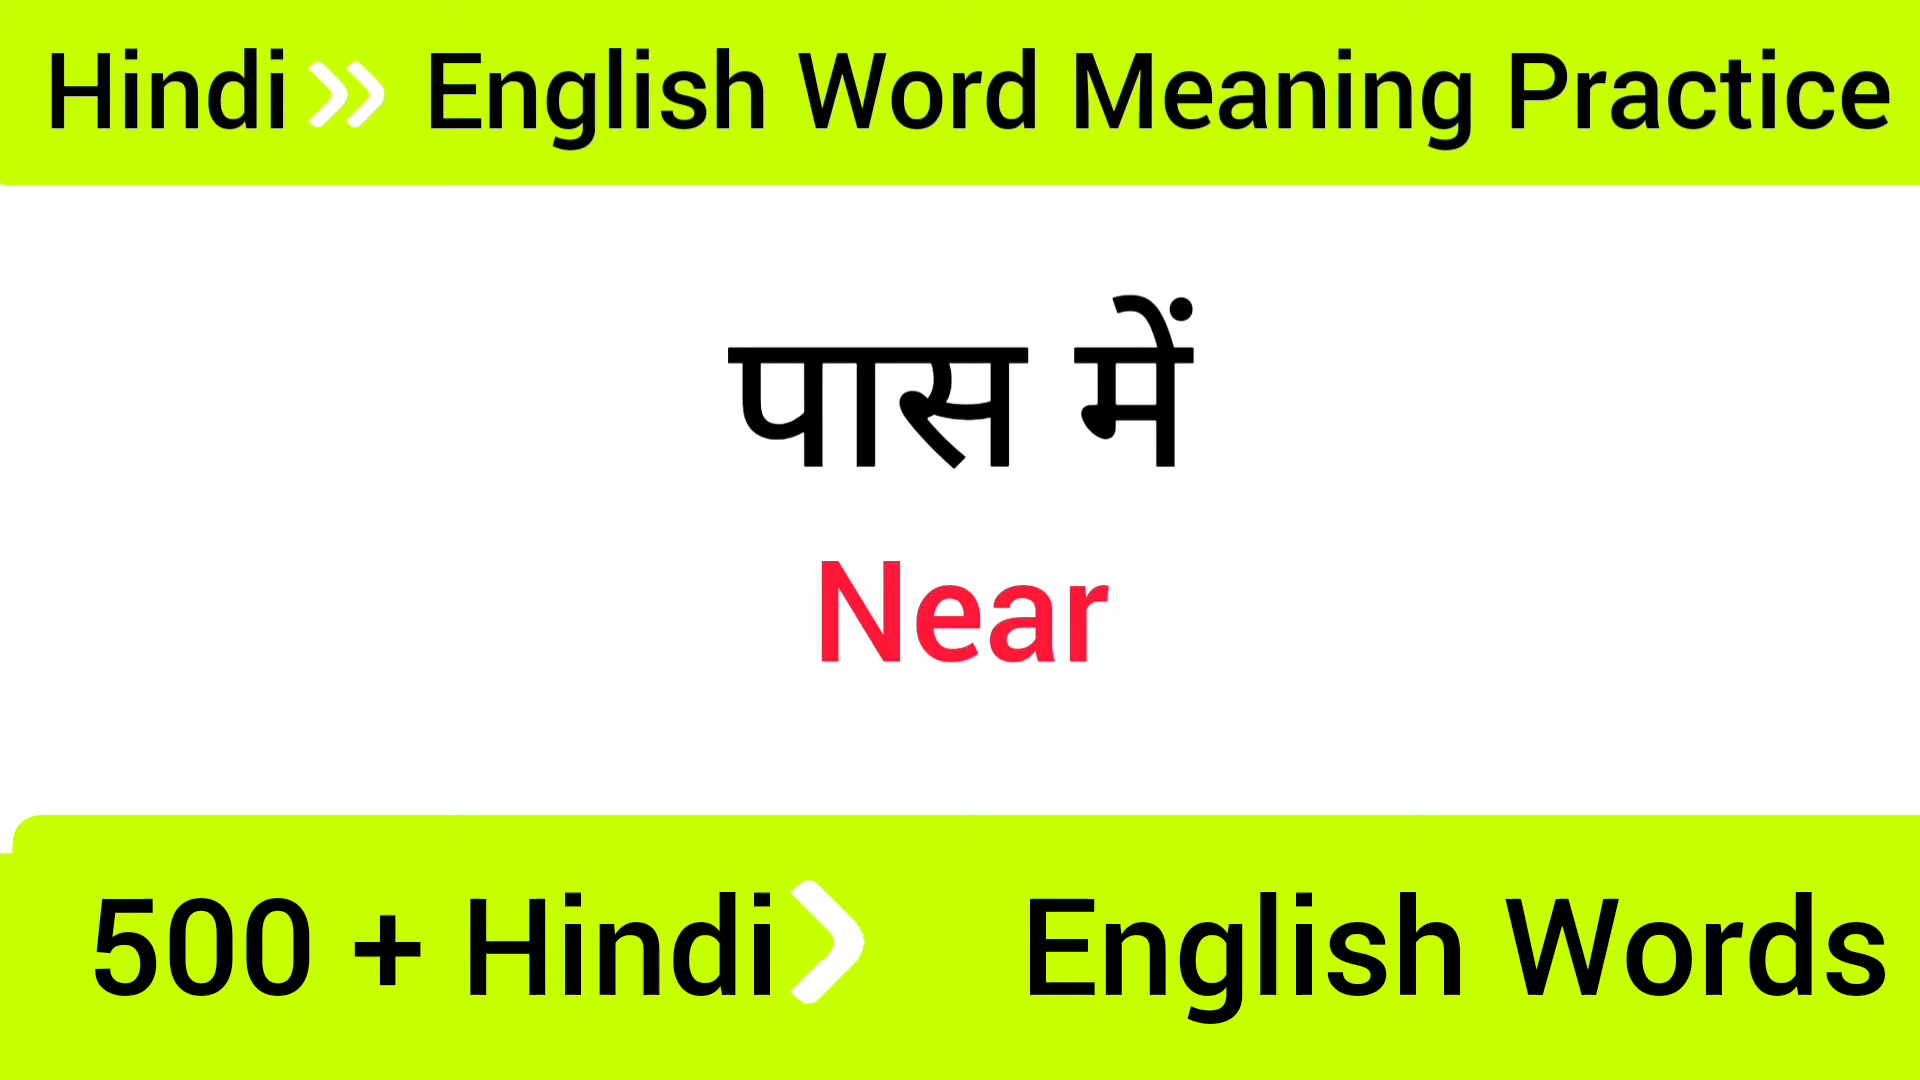 Hindi » English Word Meaning Practice
पास में
Near
500 + Hindi › English Words